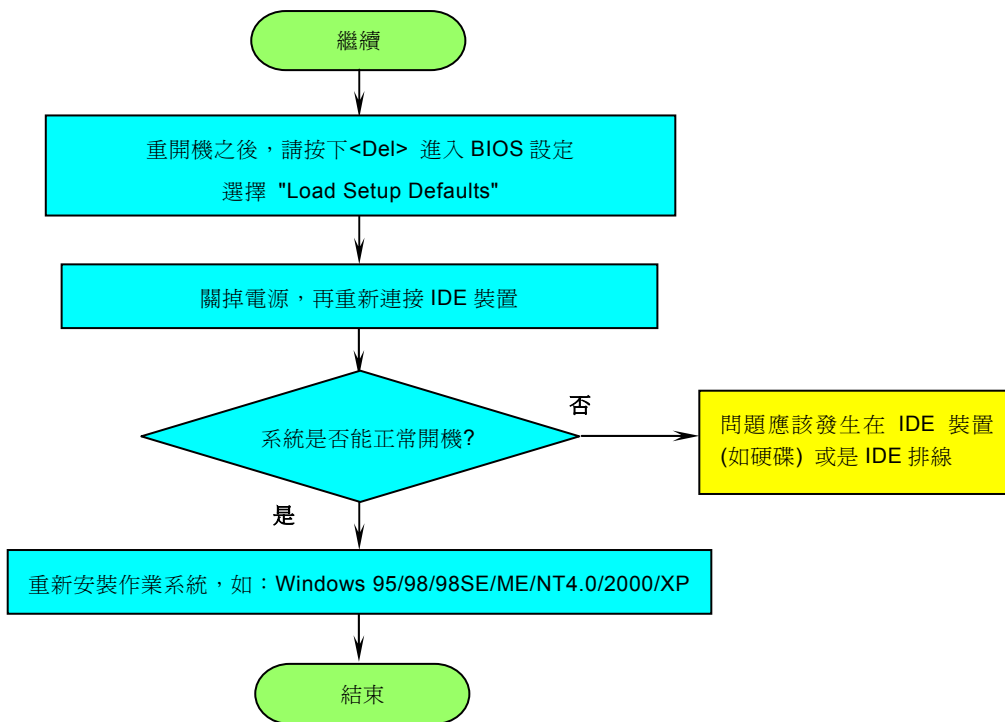 繼續
重開機之後，請按下<Del> 進入 BIOS 設定
選擇 "Load Setup Defaults"
關掉電源，再重新連接 IDE 裝置
系統是否能正常開機?
否
問題應該發生在 IDE 裝置
(如硬碟) 或是 IDE 排線
是
重新安裝作業系統，如：Windows 95/98/98SE/ME/NT4.0/2000/XP
結束